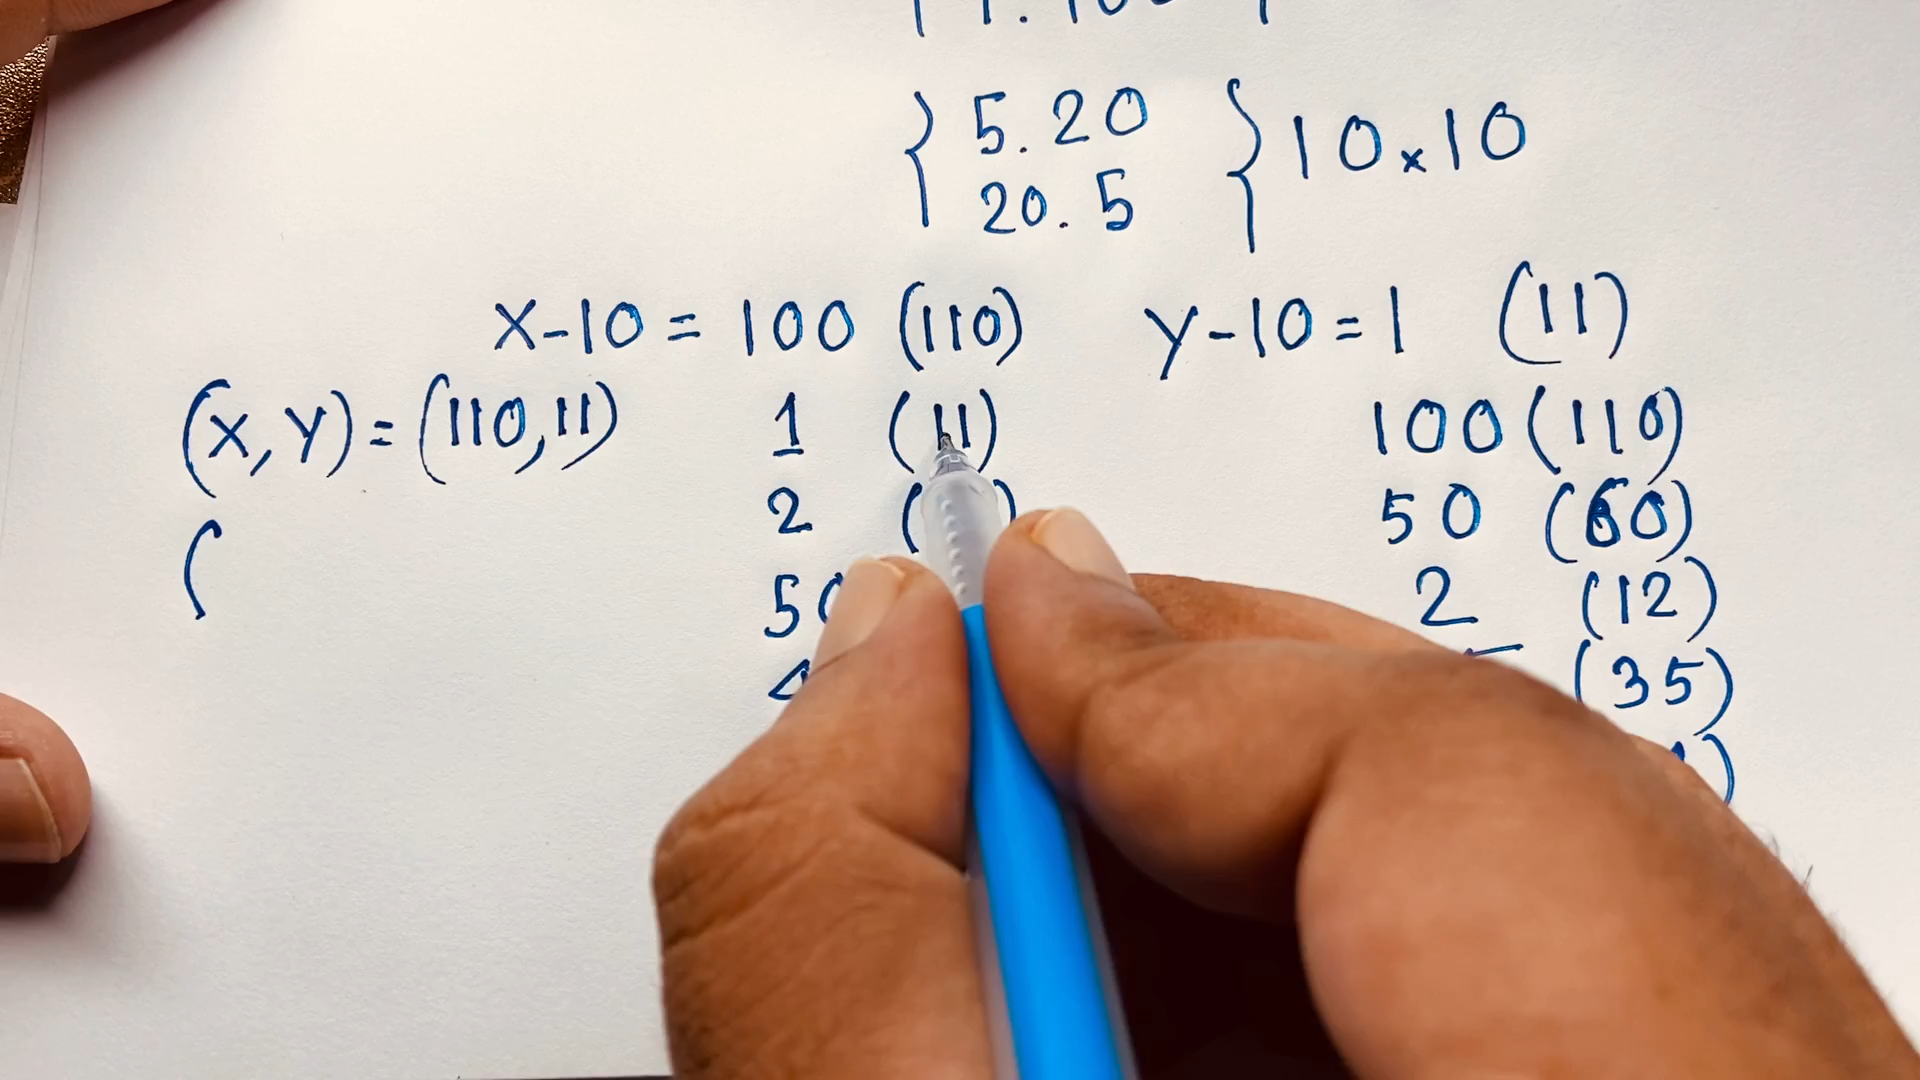 5.20
20.5 10×10
X-10 = 100 (110) Y-10=1 (11)
(X,Y)=(110,11) 1 (11) 100(110)
( 2 ( ) 50 (60)
50 2 (12)
(35)
)